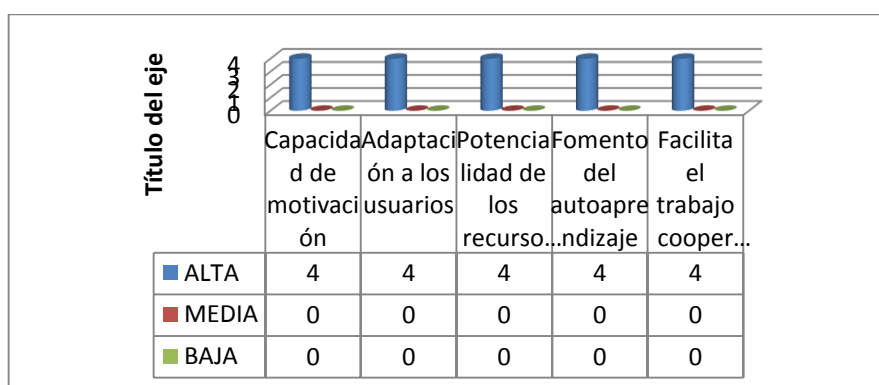 Título del eje
4
3
2
1
0
Capacida Adaptaci Potencia Fomento Facilita
d de ón a los lidad de del el
motivaci usuarios los autoapre trabajo
ón recurso… ndizaje cooper…
ALTA 4 4 4 4 4
MEDIA 0 0 0 0 0
BAJA 0 0 0 0 0